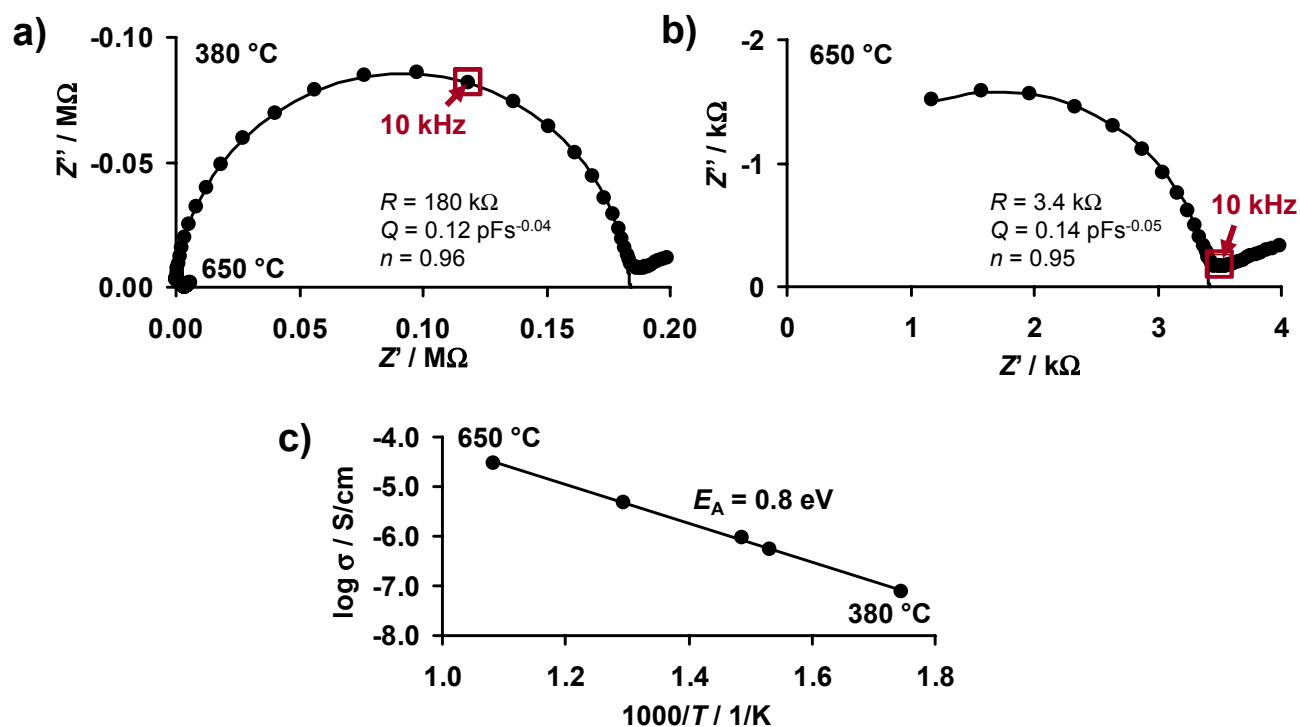 a)
380 °C
-0.10
-0.05
0.00
Z'' / MΩ
10 kHz
R = 180 kΩ
Q = 0.12 pFs-0.04
n = 0.96
650 °C
0.00 0.05 0.10 0.15 0.20
Z' / MΩ
b)
650 °C
-2
-1
0
Z'' / kΩ
R = 3.4 kΩ
Q = 0.14 pFs-0.05
n = 0.95
10 kHz
0 1 2 3 4
Z' / kΩ
c)
650 °C
-4.0
-5.0
-6.0
-7.0
-8.0
log σ / S/cm
EA = 0.8 eV
380 °C
1.0 1.2 1.4 1.6 1.8
1000/T / 1/K